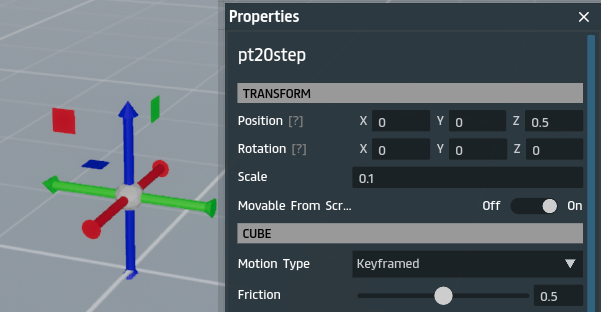 Properties
pt20step
TRANSFORM
Position [?] X 0 Y 0 Z 0.5
Rotation [?] X 0 Y 0 Z 0
Scale 0.1
Movable From Scr... Off On
CUBE
Motion Type Keyframed
Friction 0.5